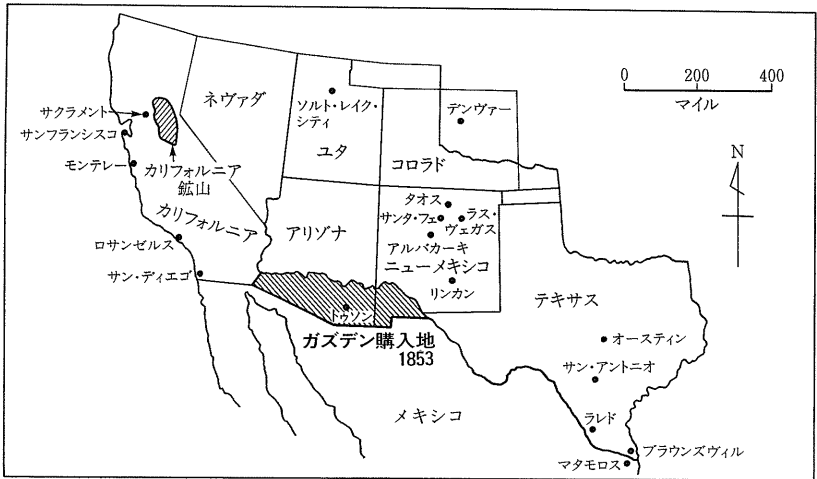 0 200 400
マイル
N
ネヴァダ
サクラメント
サンフランシスコ
モンテレー
カリフォルニア
鉱山
カリフォルニア
ロサンゼルス
サン・ディエゴ
ソルト・レイク・
シティ
ユタ
デンヴァー
コロラド
アリゾナ
タオス
サンタ・フェ
ラス・
ヴェガス
アルバカーキ
ニューメキシコ
リンカン
トゥソン
ガズデン購入地
1853
メキシコ
テキサス
オースティン
サン・アントニオ
ラレド
ブラウンズヴィル
マタモロス